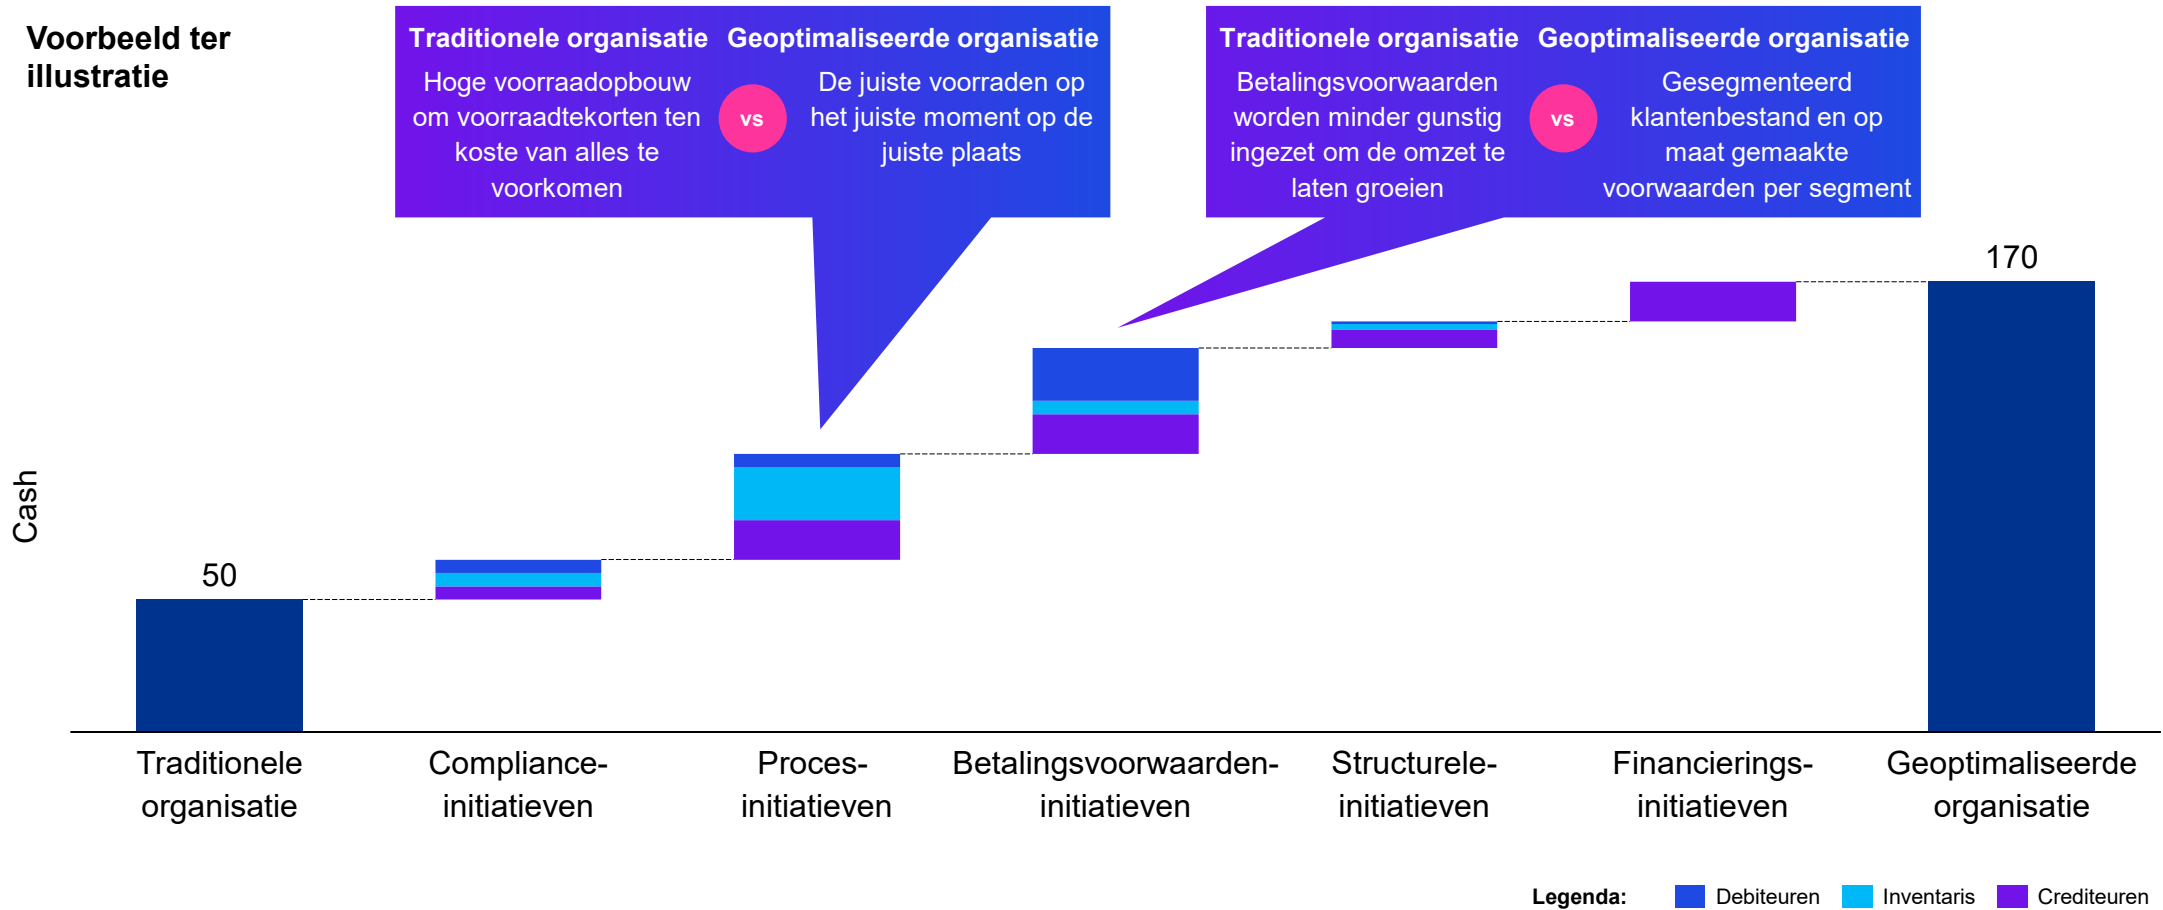 Voorbeeld ter
illustratie
Traditionele organisatie
Hoge voorraadopbouw
om voorraadtekorten ten
koste van alles te
voorkomen
vs
Geoptimaliseerde organisatie
De juiste voorraden op
het juiste moment op de
juiste plaats
Traditionele organisatie
Betalingsvoorwaarden
worden minder gunstig
ingezet om de omzet te
laten groeien
vs
Geoptimaliseerde organisatie
Gesegmenteerd
klantenbestand en op
maat gemaakte
voorwaarden per segment
Cash
50
170
Traditionele
organisatie
Compliance-
initiatieven
Proces-
initiatieven
Betalingsvoorwaarden-
initiatieven
Structurele-
initiatieven
Financierings-
initiatieven
Geoptimaliseerde
organisatie
Legenda: Debiteuren Inventaris Crediteuren